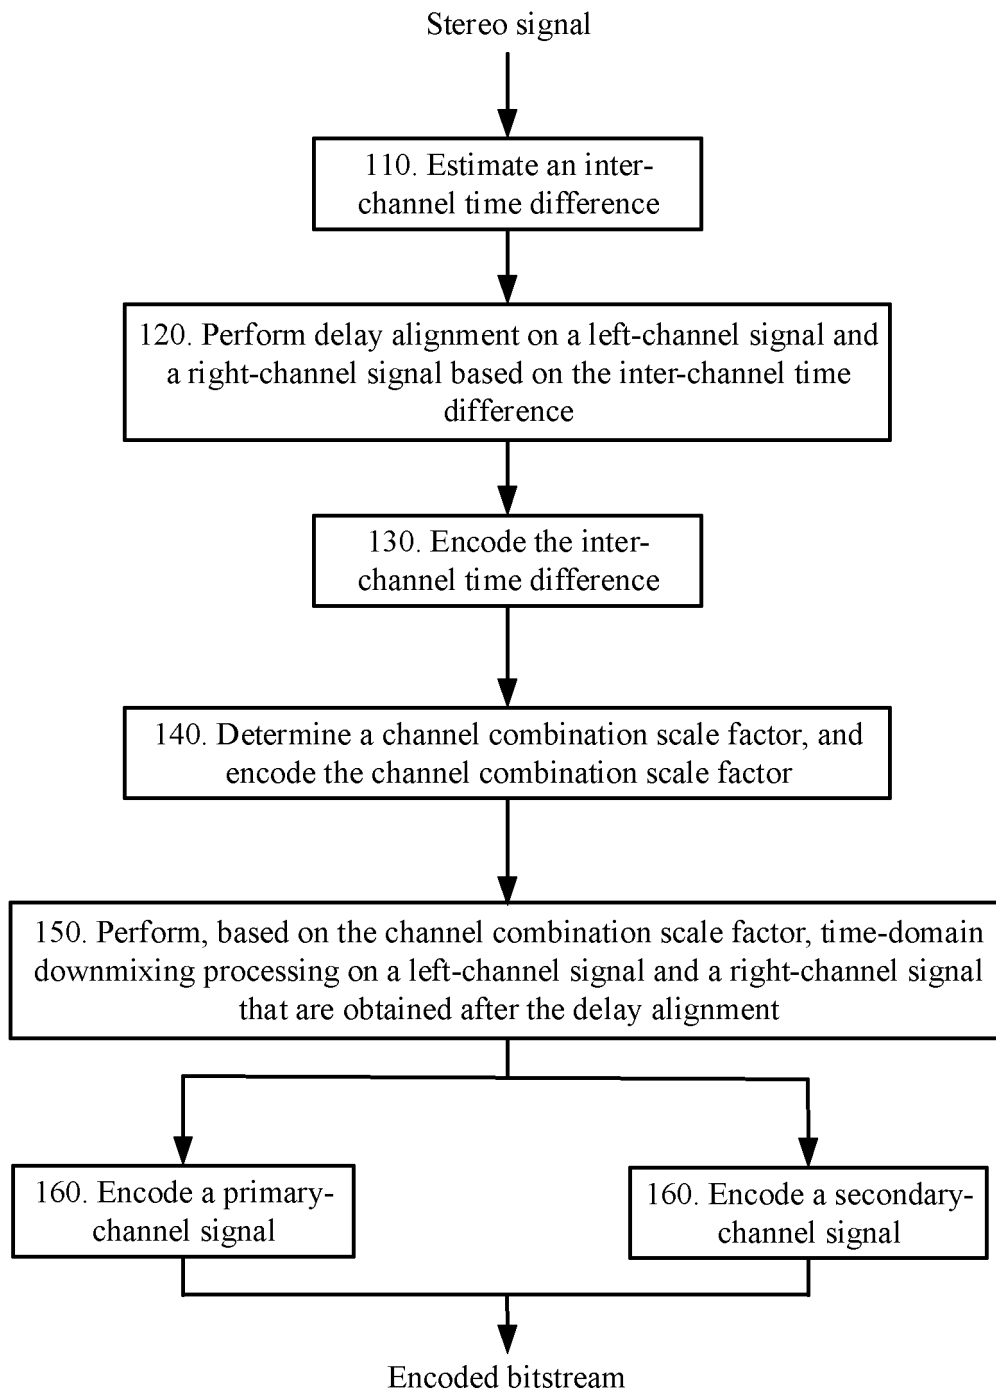 Stereo signal
110. Estimate an inter-
channel time difference
120. Perform delay alignment on a left-channel signal and
a right-channel signal based on the inter-channel time
difference
130. Encode the inter-
channel time difference
140. Determine a channel combination scale factor, and
encode the channel combination scale factor
150. Perform, based on the channel combination scale factor, time-domain
downmixing processing on a left-channel signal and a right-channel signal
that are obtained after the delay alignment
160. Encode a primary-
channel signal
160. Encode a secondary-
channel signal
Encoded bitstream